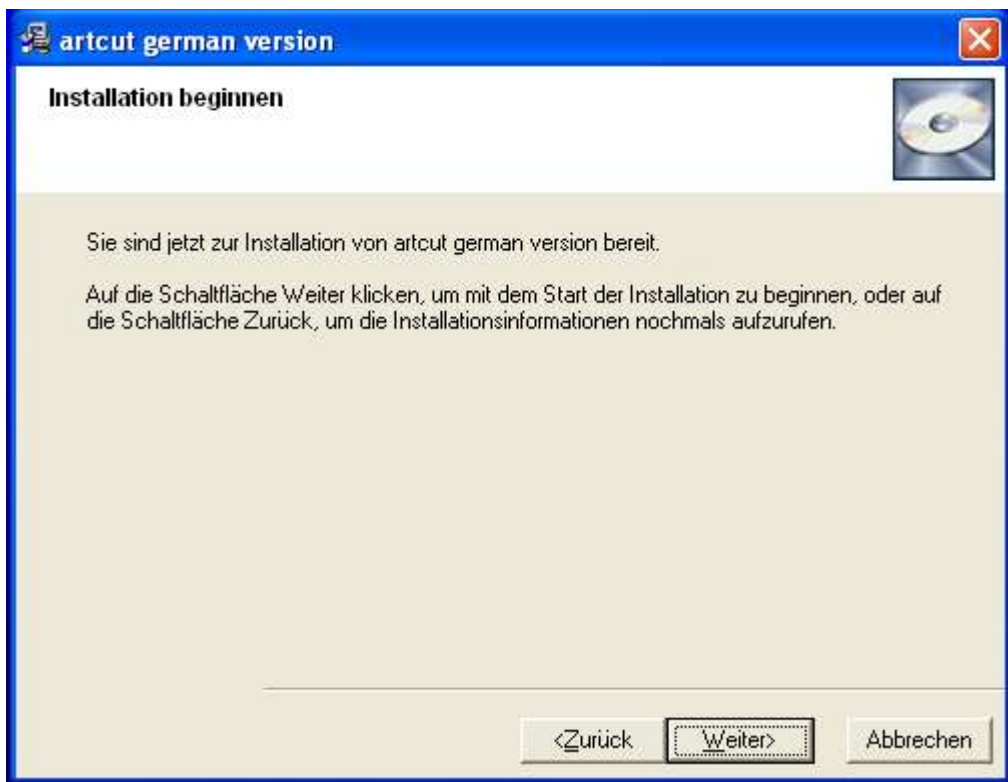 artcut german version
Installation beginnen
Sie sind jetzt zur Installation von artcut german version bereit.
Auf die Schaltfläche Weiter klicken, um mit dem Start der Installation zu beginnen, oder auf
die Schaltfläche Zurück, um die Installationsinformationen nochmals aufzurufen.
<Zurück Weiter> Abbrechen